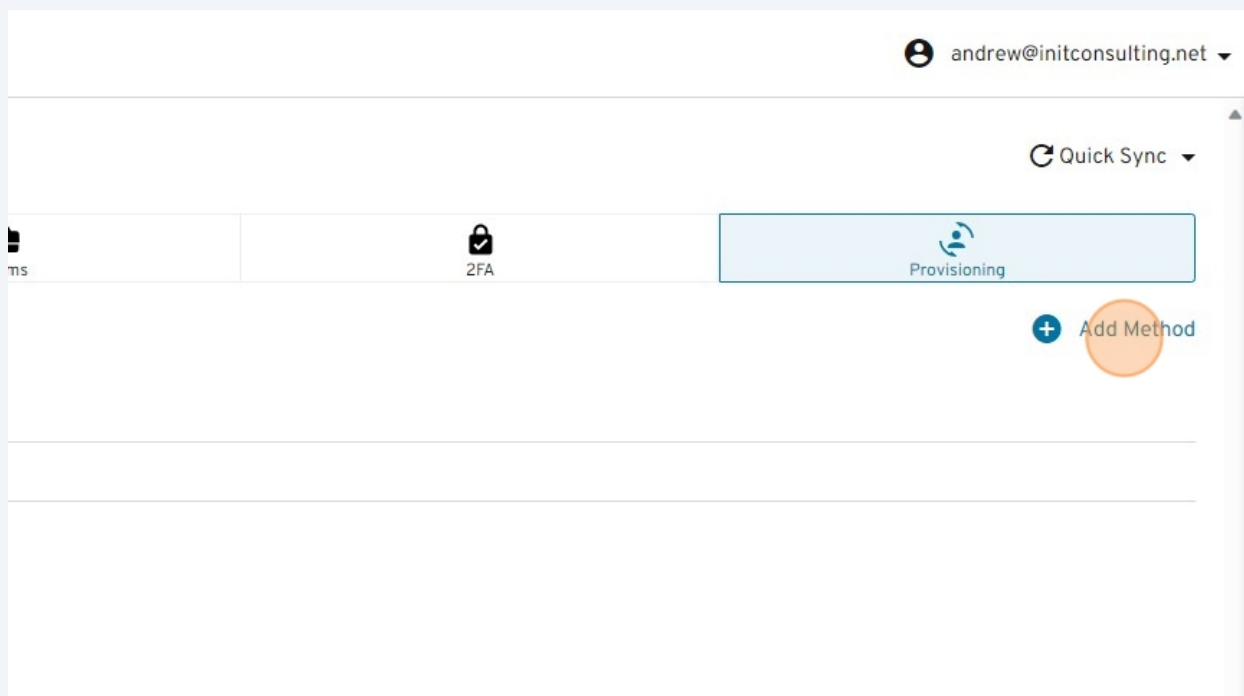 andrew@initconsulting.net
Quick Sync
ms
2FA
Provisioning
Add Method